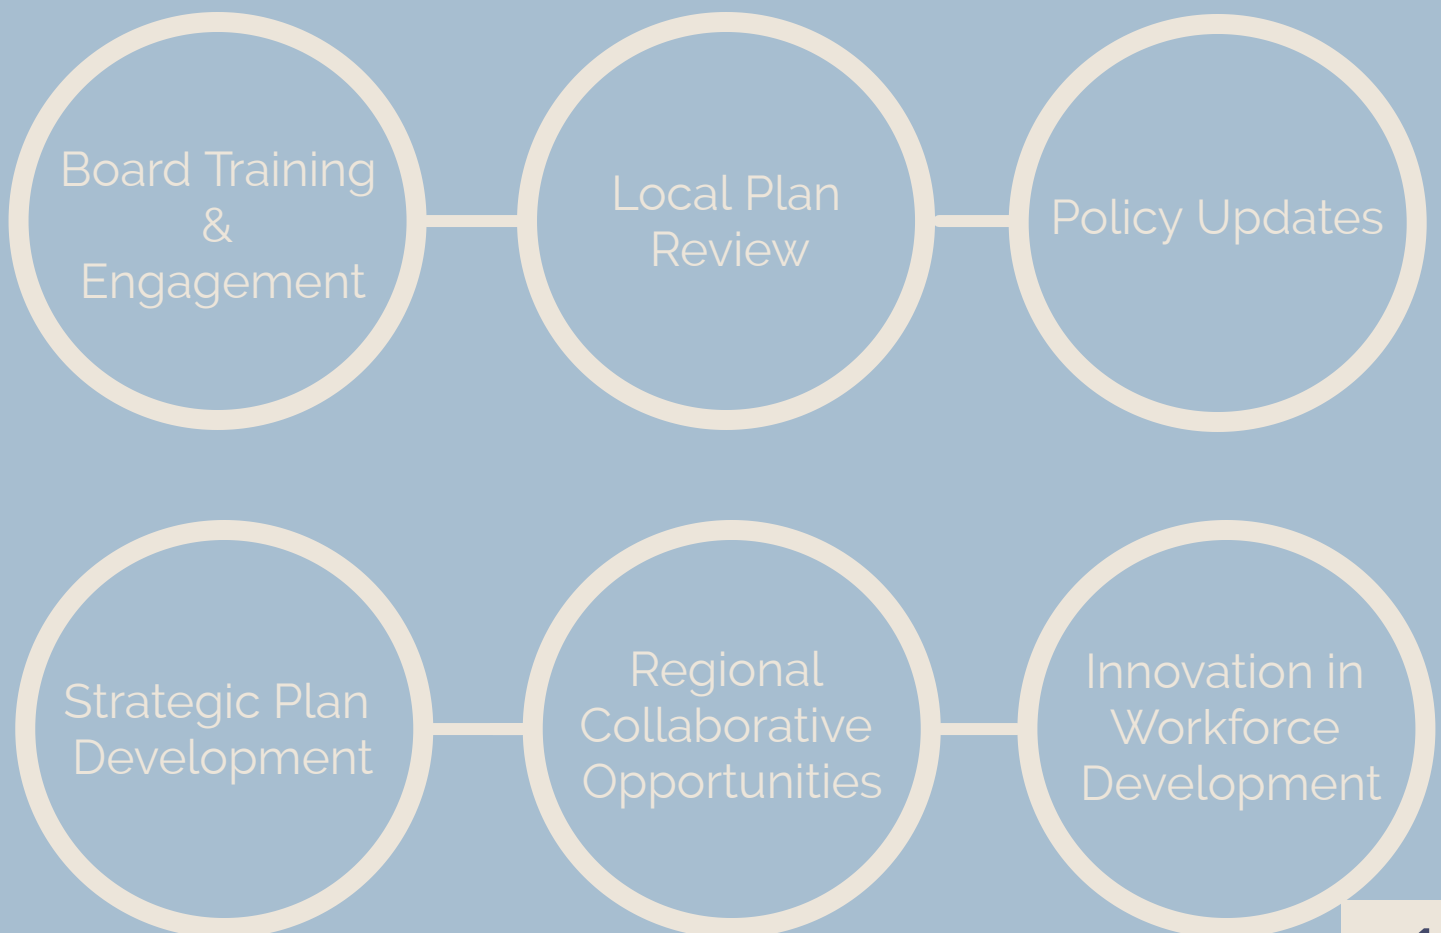 Board Training
&
Engagement
Local Plan
Review
Policy Updates
Strategic Plan
Development
Regional
Collaborative
Opportunities
Innovation in
Workforce
Development